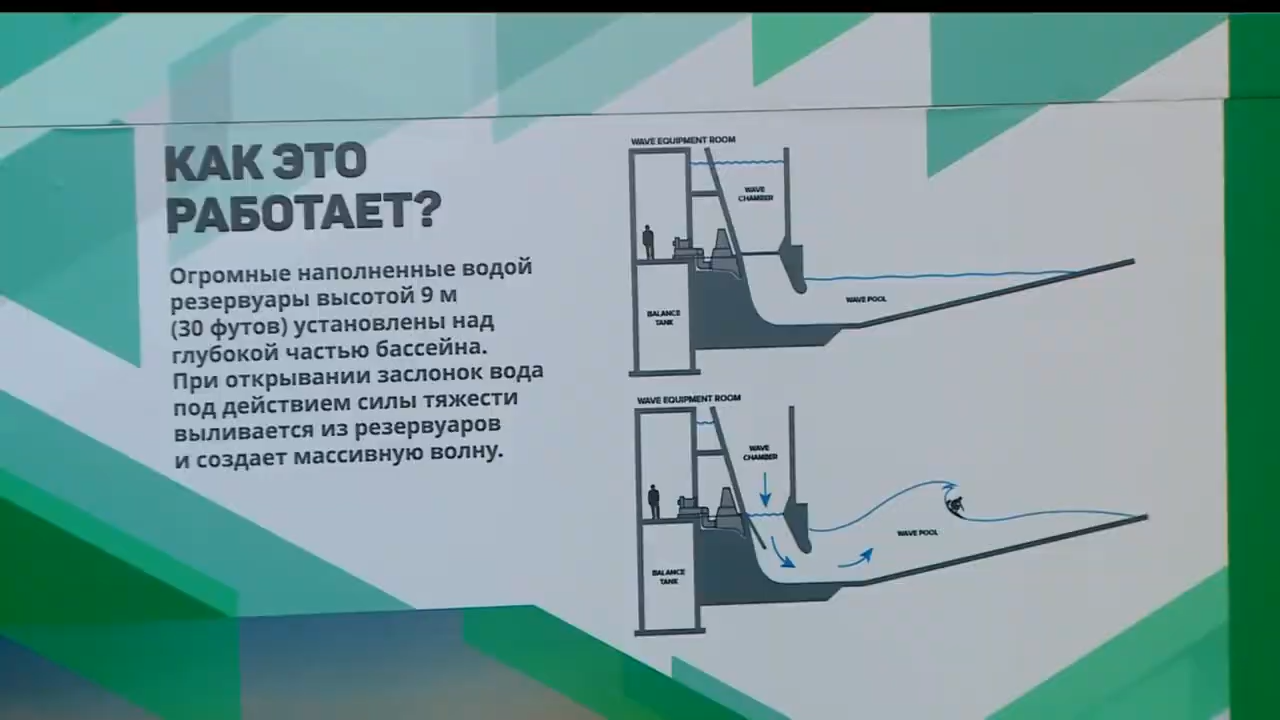 КАК ЭТО
РАБОТАЕТ?
Огромные наполненные водой
резервуары высотой 9 м
(30 футов) установлены над
глубокой частью бассейна.
При открывании заслонок вода
под действием силы тяжести
выливается из резервуаров
и создает массивную волну.
WAVE EQUIPMENT ROOM
WAVE
CHAMBER
WAVE POOL
BALANCE
TANK
WAVE EQUIPMENT ROOM
WAVE
CHAMBER
WAVE POOL
BALANCE
TANK